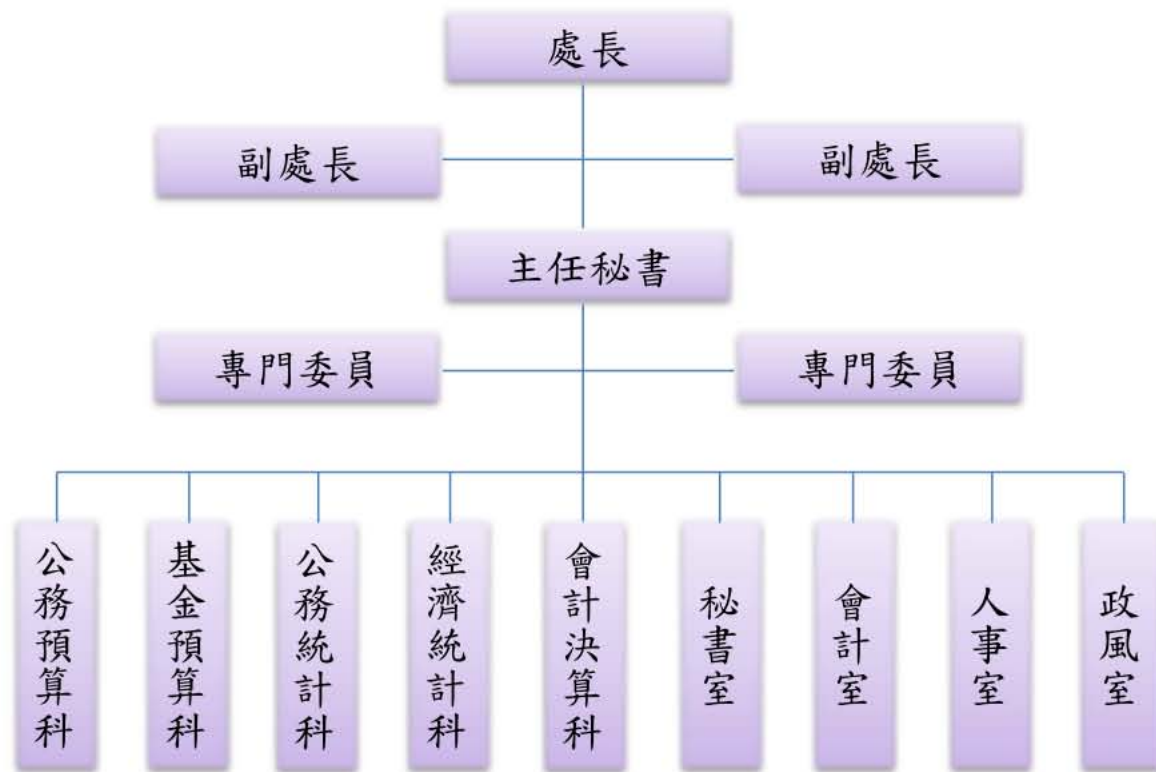 處長
副處長
副處長
主任秘書
專門委員
專門委員
公務預算科
基金預算科
公務統計科
經濟統計科
會計決算科
秘書室
會計室
人事室
政風室